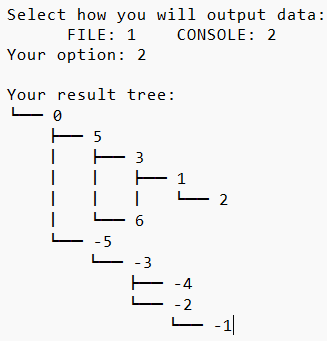 Select how you will output data:
FILE: 1    CONSOLE: 2
Your option: 2
Your result tree:
0
5
3
1
2
6
-5
-3
-4
-2
-1